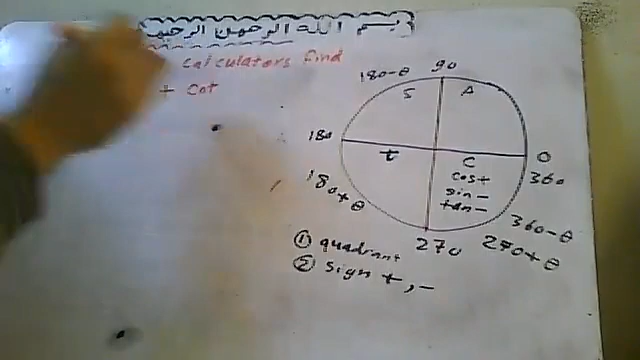 بسم الله الرحمن الرحيم
calculators find
+ cot
90
180-θ
S A
180
0
360
t C
cos+
sin-
tan-
180+θ
360-θ
270+θ
270
① quadrant
② sign +,-